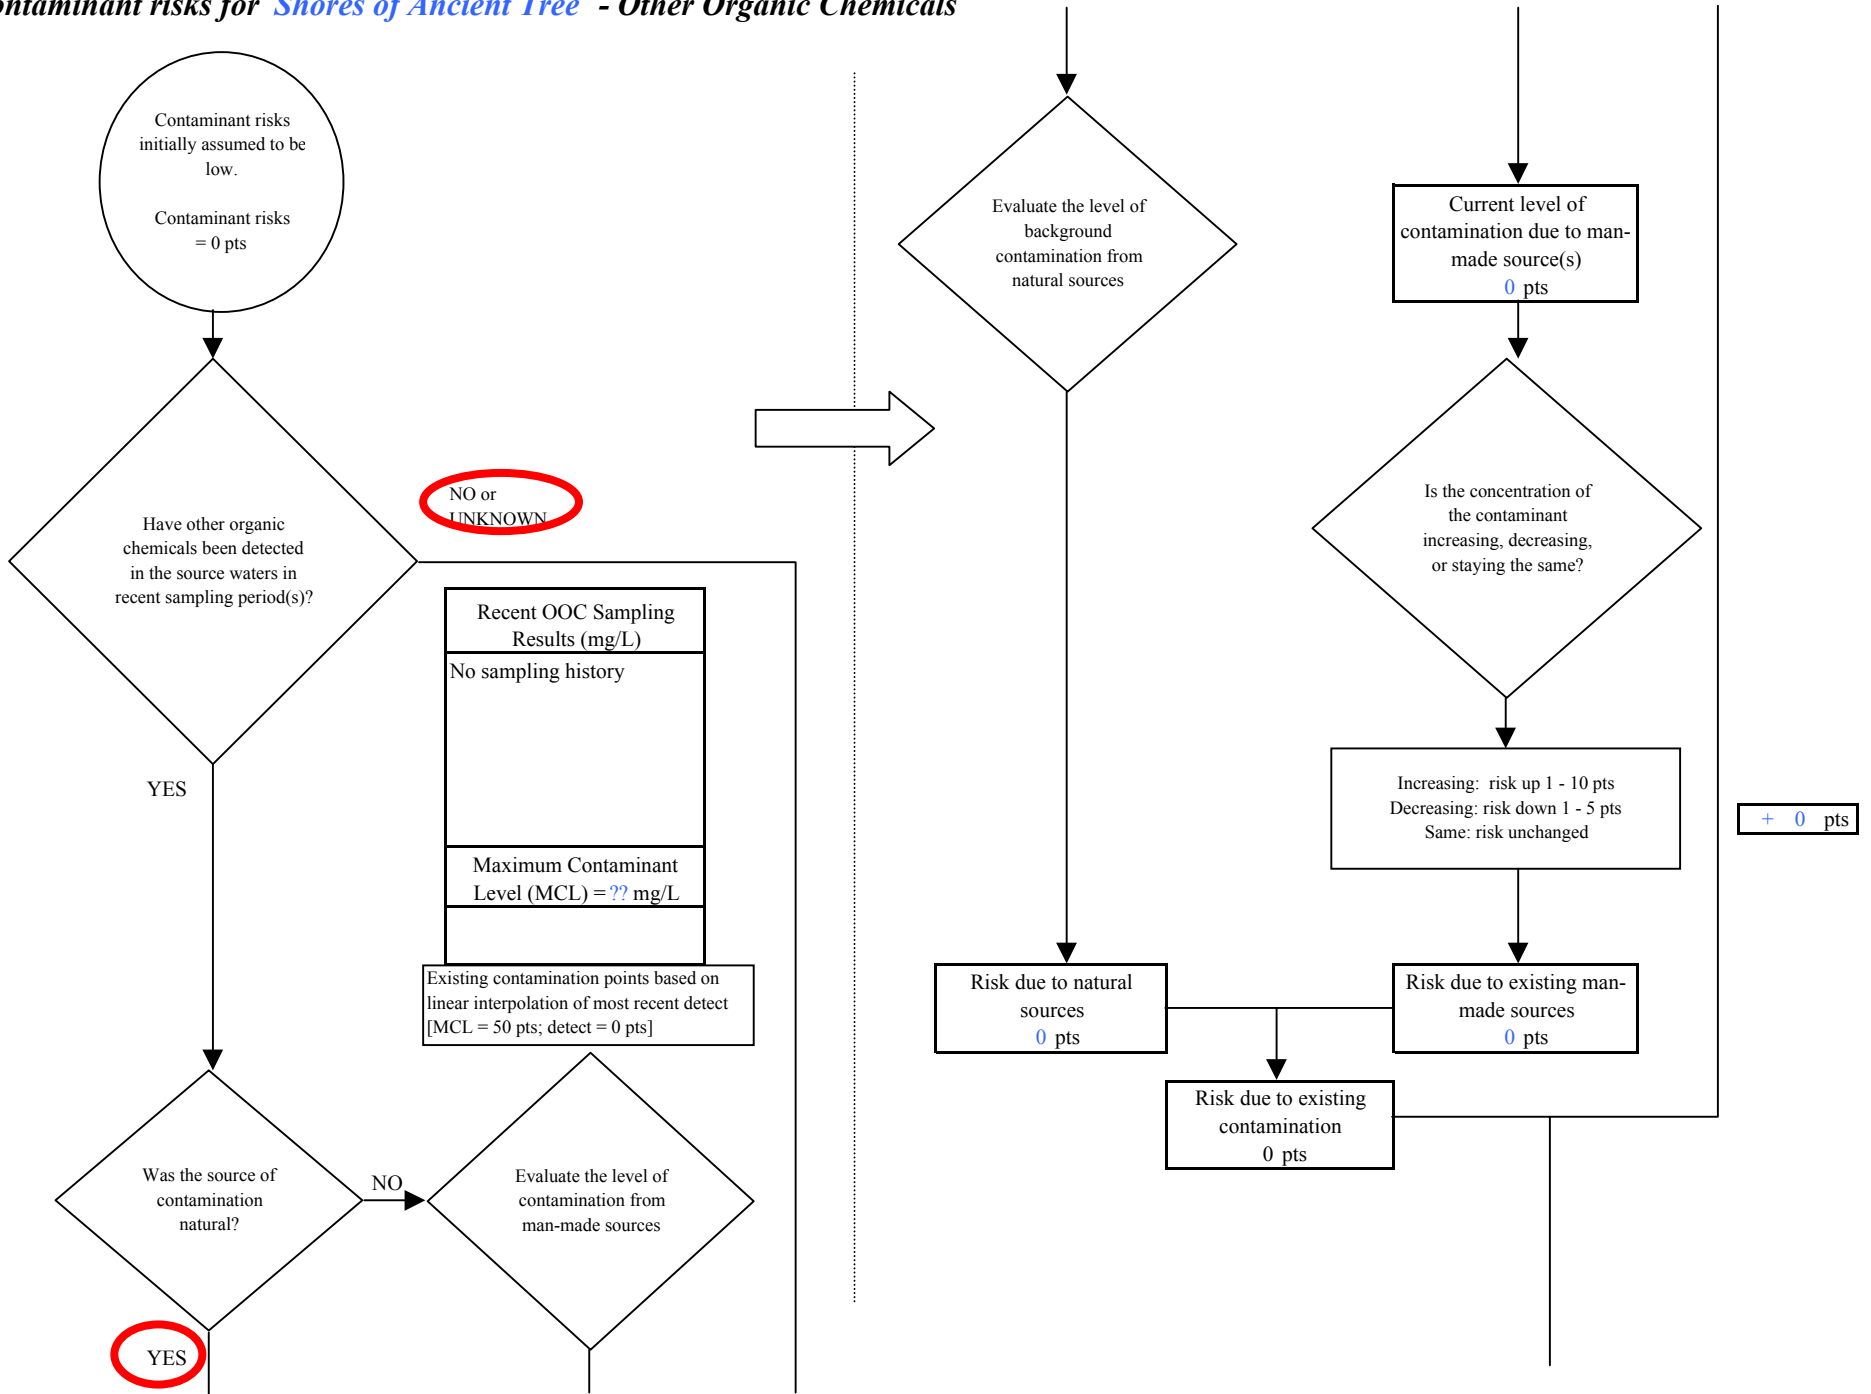 ontaminant risks for Shores of Ancient Tree - Other Organic Chemicals
Contaminant risks
initially assumed to be
low.
Contaminant risks
= 0 pts
Have other organic
chemicals been detected
in the source waters in
recent sampling period(s)?
NO or
UNKNOWN
YES
Recent OOC Sampling
Results (mg/L)
No sampling history
Maximum Contaminant
Level (MCL) = ?? mg/L
Existing contamination points based on
linear interpolation of most recent detect
[MCL = 50 pts; detect = 0 pts]
Was the source of
contamination
natural?
NO
Evaluate the level of
contamination from
man-made sources
YES
Evaluate the level of
background
contamination from
natural sources
Current level of
contamination due to man-
made source(s)
0 pts
Is the concentration of
the contaminant
increasing, decreasing,
or staying the same?
Increasing: risk up 1 - 10 pts
Decreasing: risk down 1 - 5 pts
Same: risk unchanged
+ 0 pts
Risk due to natural
sources
0 pts
Risk due to existing man-
made sources
0 pts
Risk due to existing
contamination
0 pts